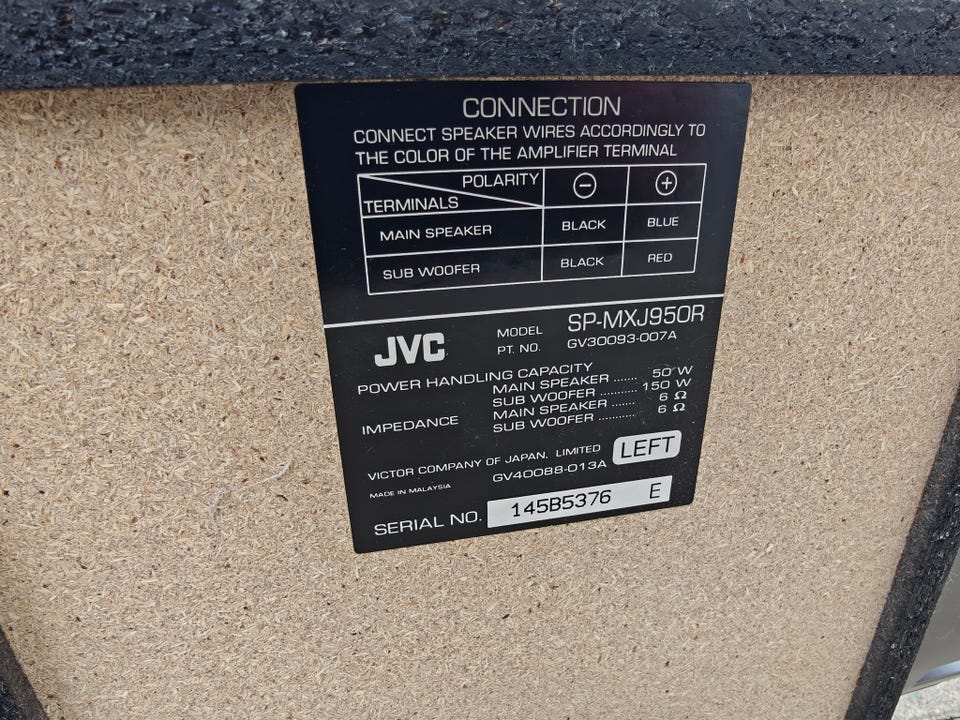 CONNECTION
CONNECT SPEAKER WIRES ACCORDINGLY TO
THE COLOR OF THE AMPLIFIER TERMINAL
POLARITY ⊖ ⊕
TERMINALS
MAIN SPEAKER BLACK BLUE
SUB WOOFER BLACK RED
JVC
MODEL SP-MXJ950R
PT. NO. GV30093-007A
POWER HANDLING CAPACITY
MAIN SPEAKER ...... 50 W
SUB WOOFER .......... 150 W
IMPEDANCE MAIN SPEAKER ...... 6 Ω
SUB WOOFER .......... 6 Ω
VICTOR COMPANY OF JAPAN. LIMITED LEFT
MADE IN MALAYSIA GV40088-013A
SERIAL NO. 145B5376 E